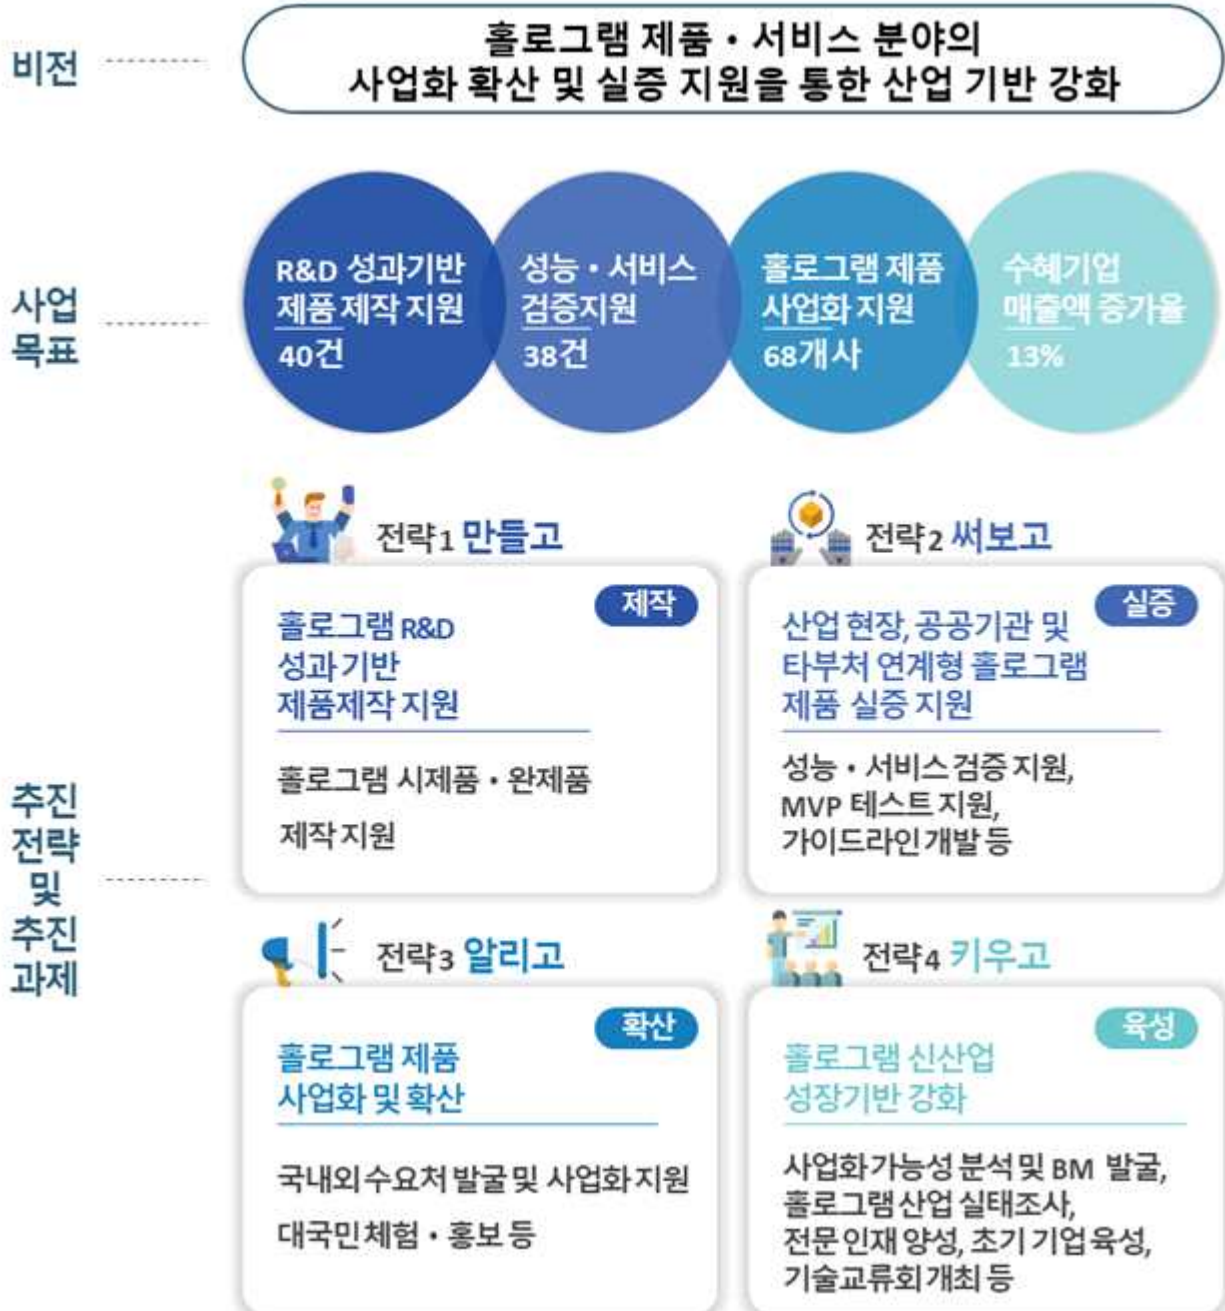 비전
홀로그램 제품・서비스 분야의
사업화 확산 및 실증 지원을 통한 산업 기반 강화
사업
목표
R&D 성과기반
제품 제작 지원
40건
성능・서비스
검증지원
38건
홀로그램 제품
사업화 지원
68개사
수혜기업
매출액 증가율
13%
추진
전략
및
추진
과제
전략1 만들고
제작
홀로그램 R&D
성과 기반
제품제작 지원
홀로그램 시제품・완제품
제작 지원
전략2 써보고
실증
산업 현장, 공공기관 및
타부처 연계형 홀로그램
제품 실증 지원
성능・서비스 검증 지원,
MVP 테스트 지원,
가이드라인 개발 등
전략3 알리고
확산
홀로그램 제품
사업화 및 확산
국내외 수요처 발굴 및 사업화 지원
대국민 체험・홍보 등
전략4 키우고
육성
홀로그램 신산업
성장기반 강화
사업화 가능성 분석 및 BM 발굴,
홀로그램 산업 실태조사,
전문 인재 양성, 초기 기업 육성,
기술교류회 개최 등